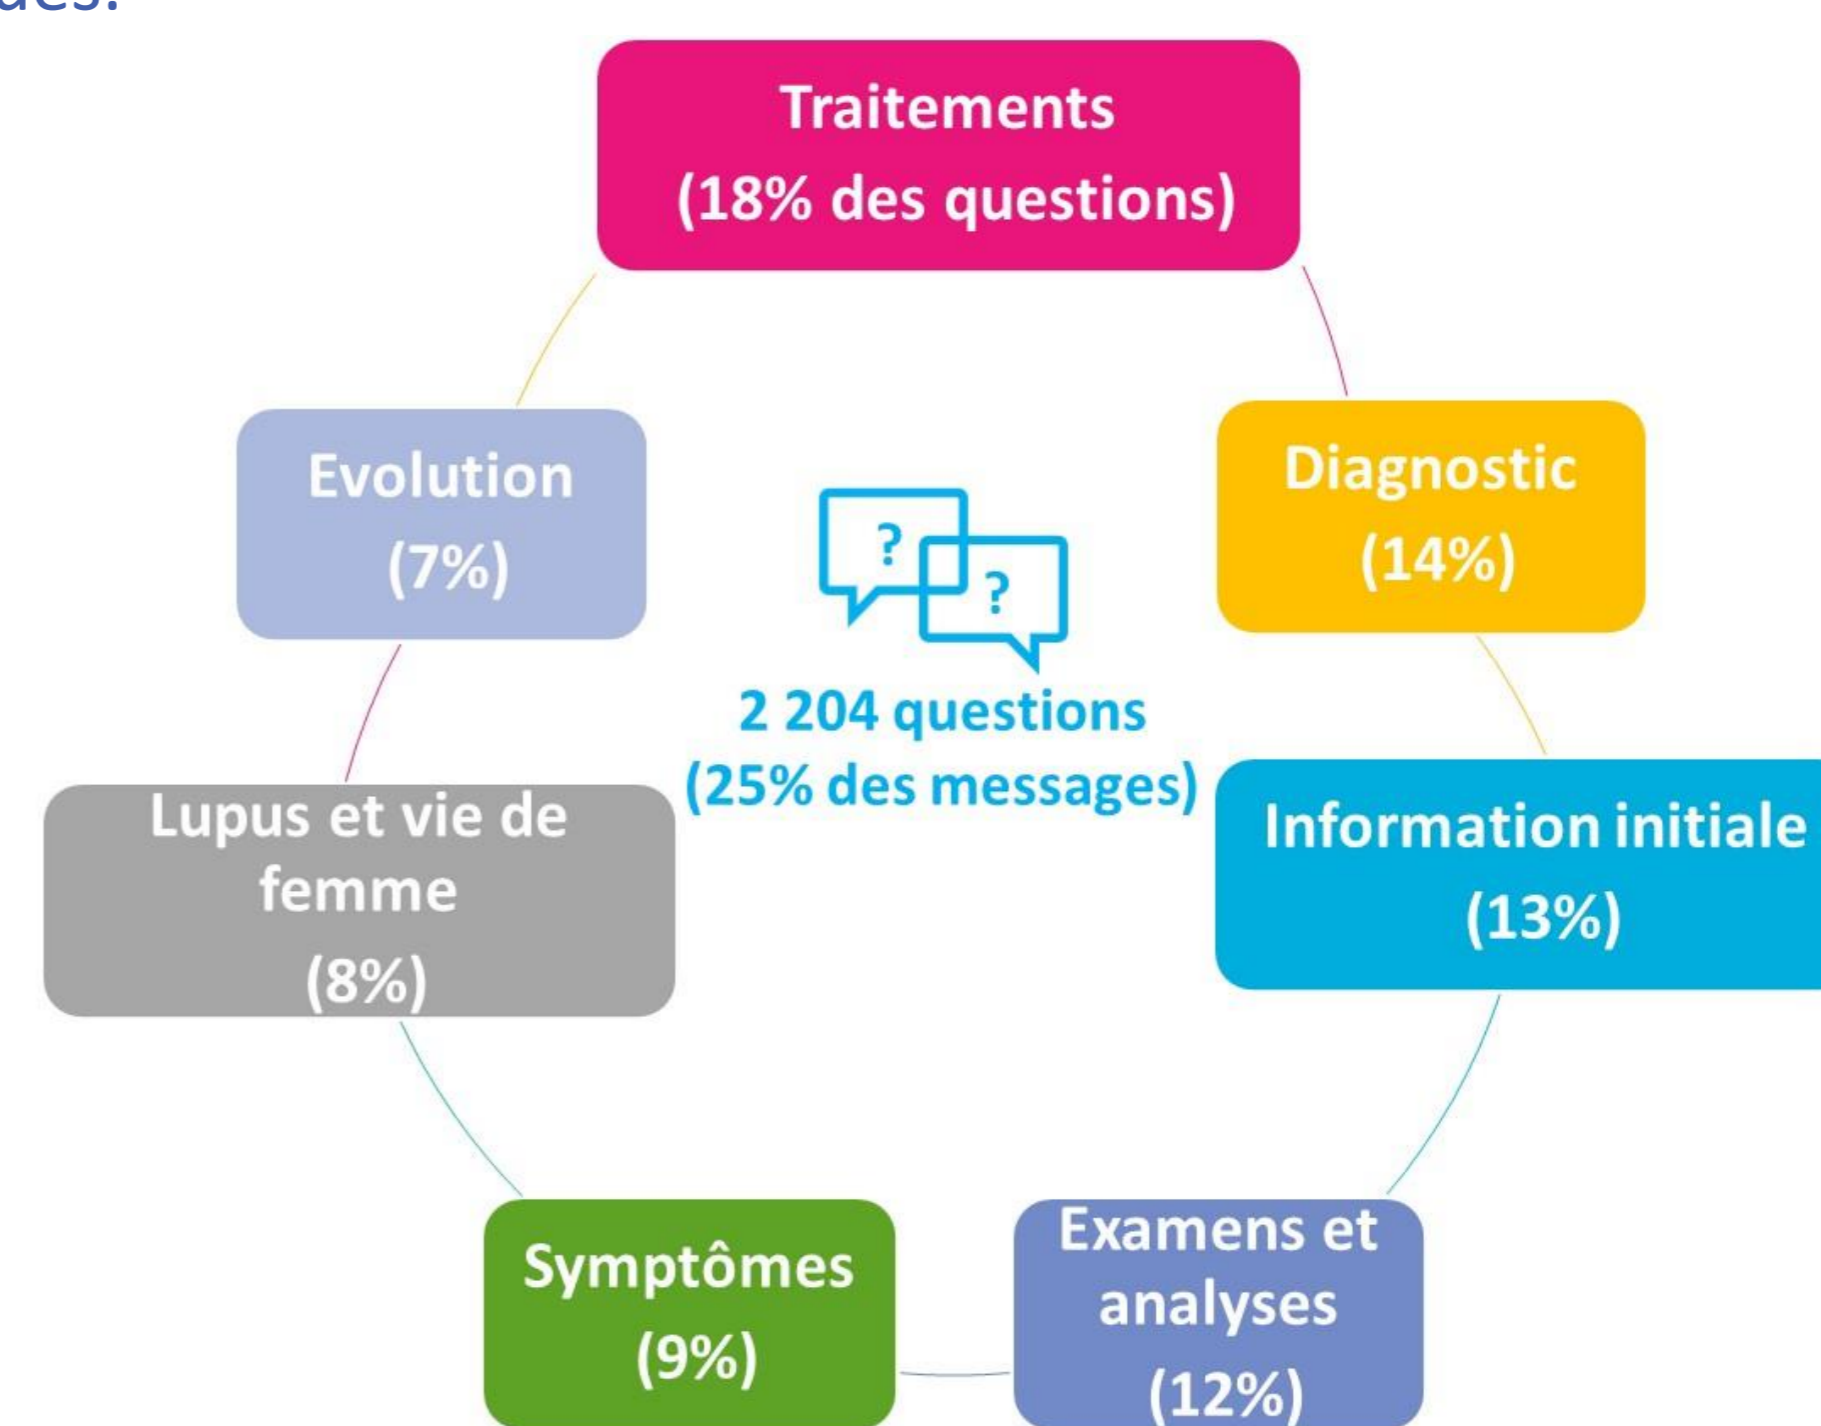 Traitements
(18% des questions)
Evolution
(7%)
Diagnostic
(14%)
?
?
2 204 questions
(25% des messages)
Lupus et vie de
femme
(8%)
Information initiale
(13%)
Symptômes
(9%)
Examens et
analyses
(12%)